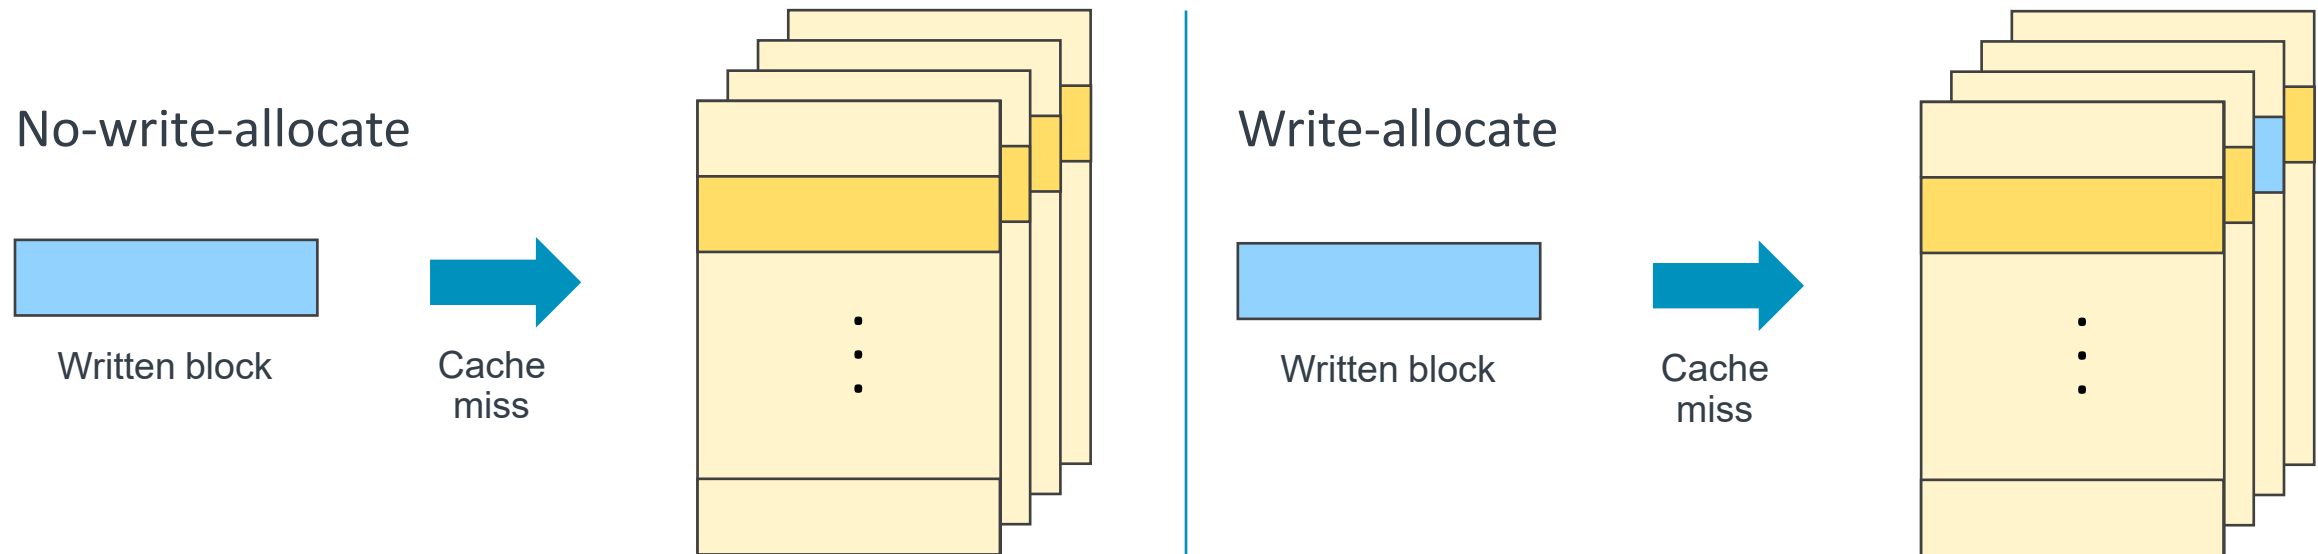 No-write-allocate
Written block
Cache
miss
Write-allocate
Written block
Cache
miss